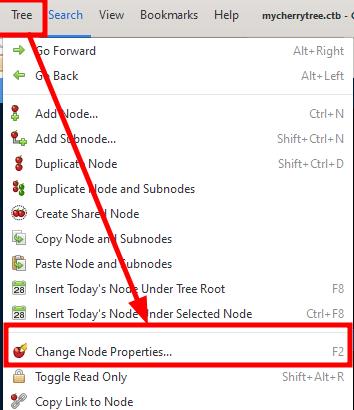 Tree Search View Bookmarks Help mycherrytree.ctb - C
Go Forward Alt+Right
Go Back Alt+Left
Add Node... Ctrl+N
Add Subnode... Shift+Ctrl+N
Duplicate Node Shift+Ctrl+D
Duplicate Node and Subnodes
Create Shared Node
Copy Node and Subnodes
Paste Node and Subnodes
28 Insert Today's Node Under Tree Root F8
28 Insert Today's Node Under Selected Node Ctrl+F8
Change Node Properties... F2
Toggle Read Only Shift+Alt+R
Copy Link to Node